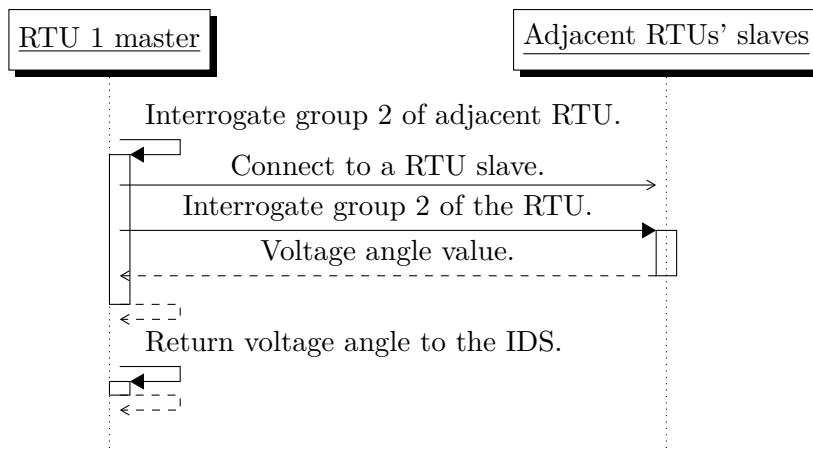 RTU 1 master
Adjacent RTUs’ slaves
Interrogate group 2 of adjacent RTU.
Connect to a RTU slave.
Interrogate group 2 of the RTU.
Voltage angle value.
Return voltage angle to the IDS.